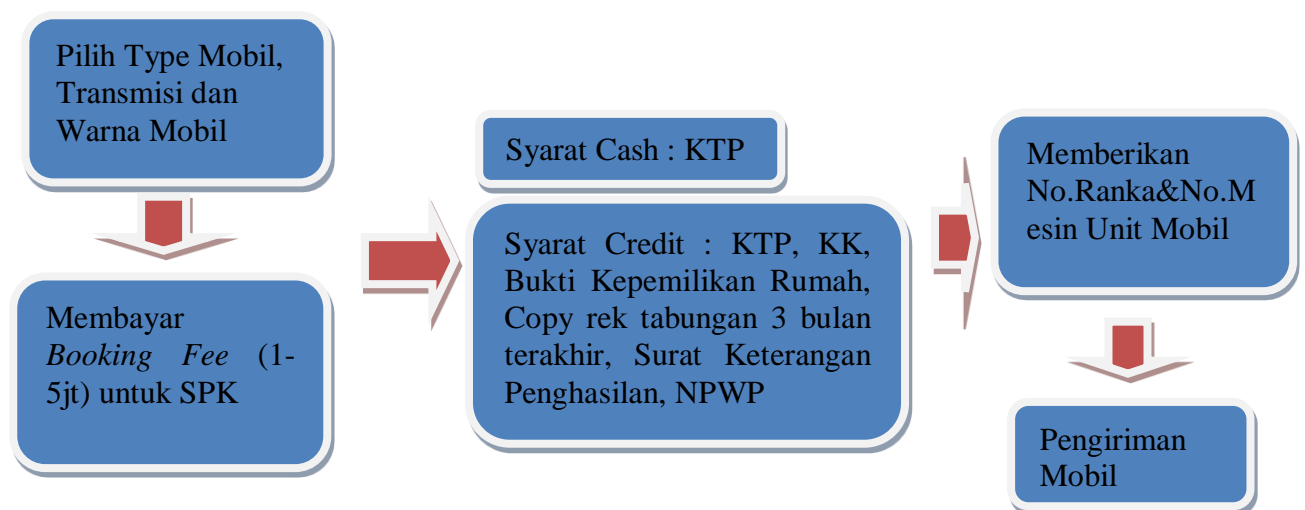 Pilih Type Mobil,
Transmisi dan
Warna Mobil
Membayar
Booking Fee (1-
5jt) untuk SPK
Syarat Cash : KTP
Syarat Credit : KTP, KK,
Bukti Kepemilikan Rumah,
Copy rek tabungan 3 bulan
terakhir, Surat Keterangan
Penghasilan, NPWP
Memberikan
No.Ranka&No.M
esin Unit Mobil
Pengiriman
Mobil